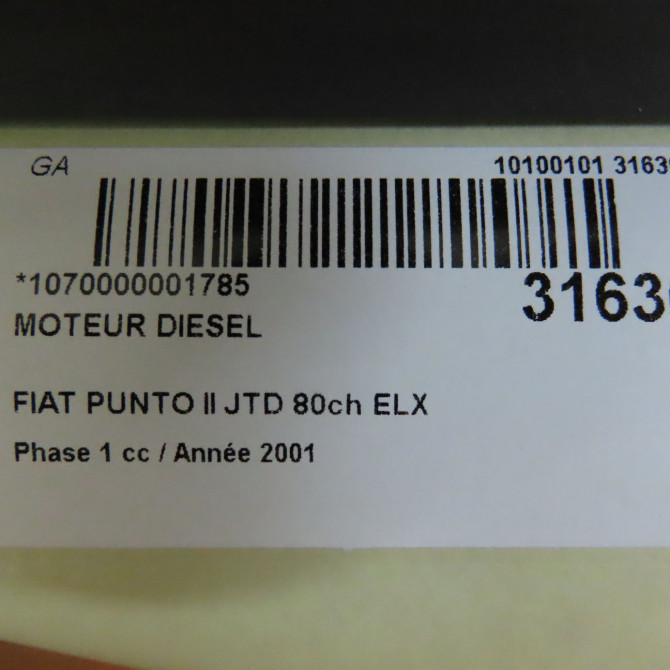 GA
10100101 3163
*1070000001785
3163
MOTEUR DIESEL
FIAT PUNTO II JTD 80ch ELX
Phase 1 cc / Année 2001